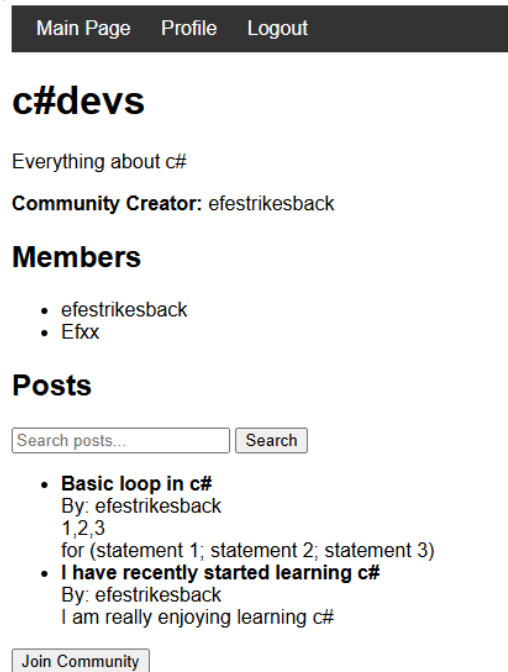 Main Page Profile Logout
c#devs
Everything about c#
Community Creator: efestrikesback
Members
efestrikesback
Efxx
Posts
Search posts... Search
Basic loop in c#
By: efestrikesback
1,2,3
for (statement 1; statement 2; statement 3)
I have recently started learning c#
By: efestrikesback
I am really enjoying learning c#
Join Community